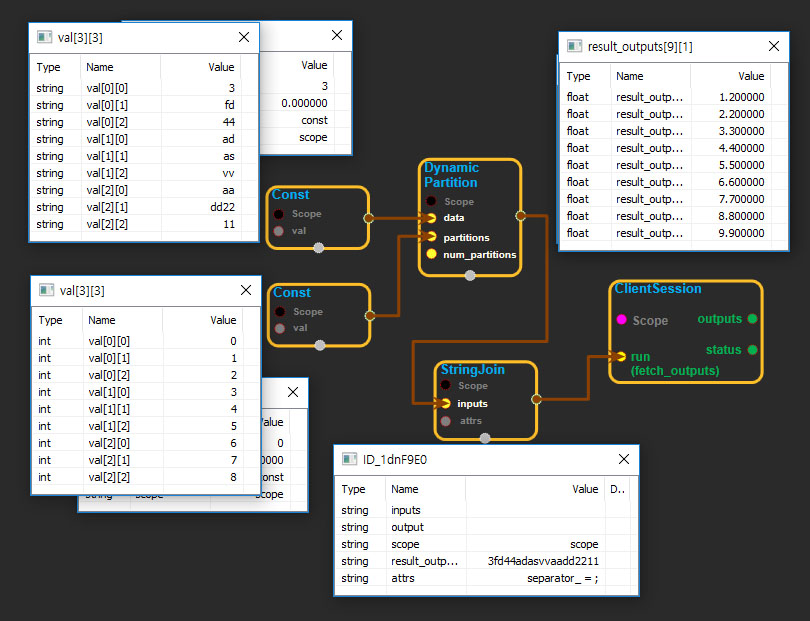 val[3][3]
Type Name Value
string val[0][0] 3
string val[0][1] fd
string val[0][2] 44
string val[1][0] ad
string val[1][1] as
string val[1][2] vv
string val[2][0] aa
string val[2][1] dd22
string val[2][2] 11
Value
3
0.000000
const
scope
result_outputs[9][1]
Type Name Value
float result_outp... 1.200000
float result_outp... 2.200000
float result_outp... 3.300000
float result_outp... 4.400000
float result_outp... 5.500000
float result_outp... 6.600000
float result_outp... 7.700000
float result_outp... 8.800000
float result_outp... 9.900000
Const
Scope
val
Dynamic
Partition
Scope
data
partitions
num_partitions
Const
Scope
val
StringJoin
Scope
inputs
attrs
ClientSession
Scope outputs
status
run
(fetch_outputs)
val[3][3]
Type Name Value
int val[0][0] 0
int val[0][1] 1
int val[0][2] 2
int val[1][0] 3
int val[1][1] 4
int val[1][2] 5
int val[2][0] 6
int val[2][1] 7
int val[2][2] 8
0
scope
ID_1dnF9E0
Type Name Value D..
string inputs
string output
string scope scope
string result_outp... 3fd44adasvvaadd2211
string attrs separator_ = ;